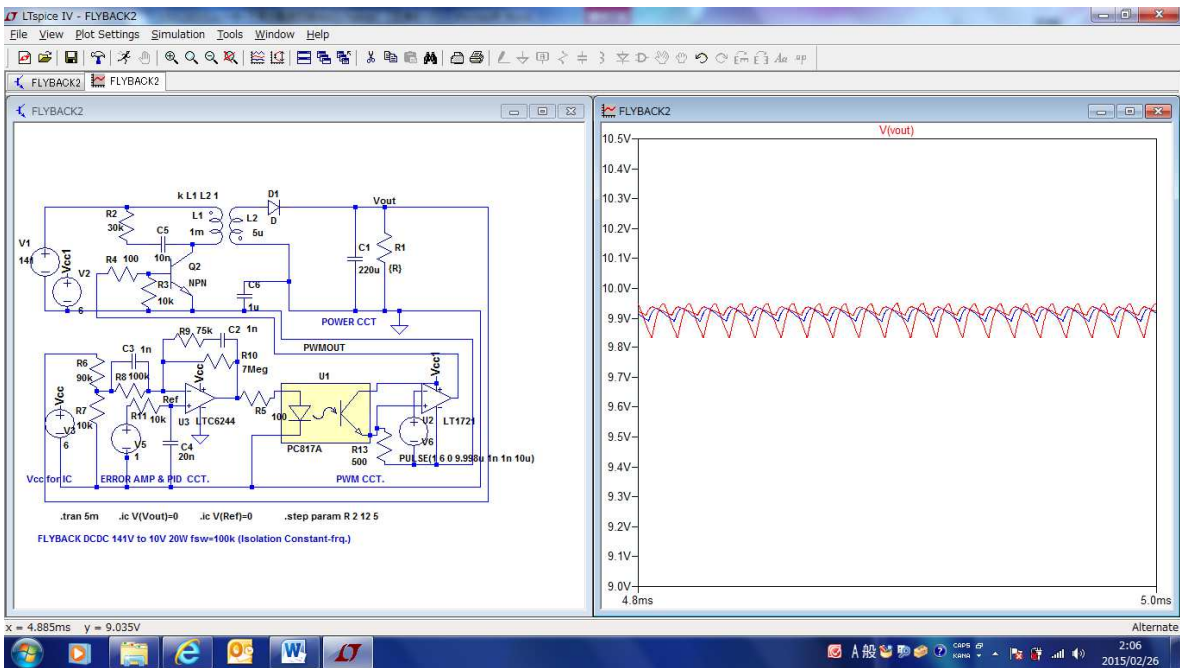 LTspice IV - FLYBACK2
File View Plot Settings Simulation Tools Window Help
FLYBACK2 FLYBACK2
FLYBACK2
k L1 L2 1
D1
D
Vout
R2
30k
C5
10n
L1
1m
L2
5u
V1
141
Vcc1
V2
6
R4 100
Q2
NPN
R3
10k
C1
220u
R1
{R}
C6
1u
POWER CCT
R9 75k
C2 1n
PWMOUT
C3 1n
R10
7Meg
R6
90k
R8 100k
Vcc
Vcc1
U1
Vcc
Ref
R7
10k
R11 10k
U3 LTC6244
R5
100
U2
LT1721
V3
6
V5
1
C4
20n
PC817A
R13
500
V6
PULSE(1 6 0 9.998u 1n 1n 10u)
Vcc for IC
ERROR AMP & PID CCT.
PWM CCT.
.tran 5m .ic V(Vout)=0 .ic V(Ref)=0 .step param R 2 12 5
FLYBACK DCDC 141V to 10V 20W fsw=100k (Isolation Constant-frq.)
FLYBACK2
V(vout)
10.5V
10.4V
10.3V
10.2V
10.1V
10.0V
9.9V
9.8V
9.7V
9.6V
9.5V
9.4V
9.3V
9.2V
9.1V
9.0V
4.8ms
5.0ms
x = 4.885ms y = 9.035V
Alternate
A 般
CAPS
KANA
2:06
2015/02/26